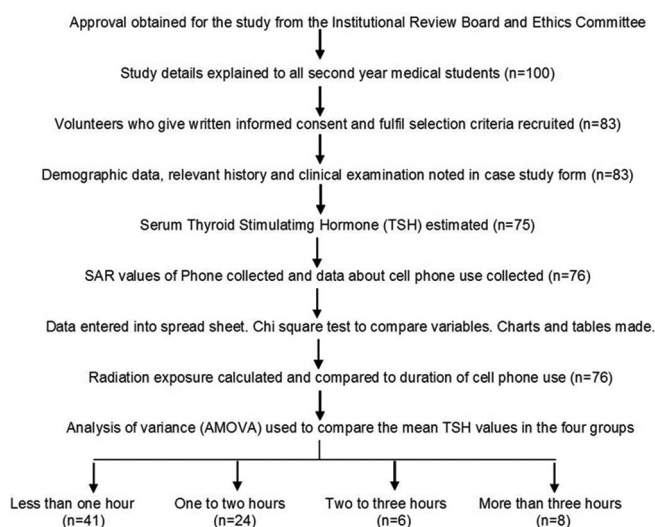 Approval obtained for the study from the Institutional Review Board and Ethics Committee
Study details explained to all second year medical students (n=100)
Volunteers who give written informed consent and fulfil selection criteria recruited (n=83)
Demographic data, relevant history and clinical examination noted in case study form (n=83)
Serum Thyroid Stimulatimg Hormone (TSH) estimated (n=75)
SAR values of Phone collected and data about cell phone use collected (n=76)
Data entered into spread sheet. Chi square test to compare variables. Charts and tables made.
Radiation exposure calculated and compared to duration of cell phone use (n=76)
Analysis of variance (AMOVA) used to compare the mean TSH values in the four groups
Less than one hour One to two hours Two to three hours More than three hours
(n=41) (n=24) (n=6) (n=8)